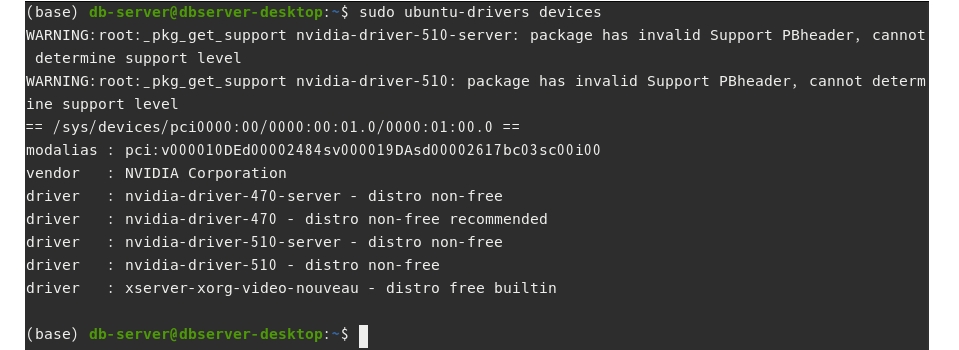 (base) db-server@dbserver-desktop:~$ sudo ubuntu-drivers devices
WARNING:root:_pkg_get_support nvidia-driver-510-server: package has invalid Support PBheader, cannot
 determine support level
WARNING:root:_pkg_get_support nvidia-driver-510: package has invalid Support PBheader, cannot determ
ine support level
== /sys/devices/pci0000:00/0000:00:01.0/0000:01:00.0 ==
modalias : pci:v000010DEd00002484sv000019DAsd00002617bc03sc00i00
vendor   : NVIDIA Corporation
driver   : nvidia-driver-470-server - distro non-free
driver   : nvidia-driver-470 - distro non-free recommended
driver   : nvidia-driver-510-server - distro non-free
driver   : nvidia-driver-510 - distro non-free
driver   : xserver-xorg-video-nouveau - distro free builtin
(base) db-server@dbserver-desktop:~$